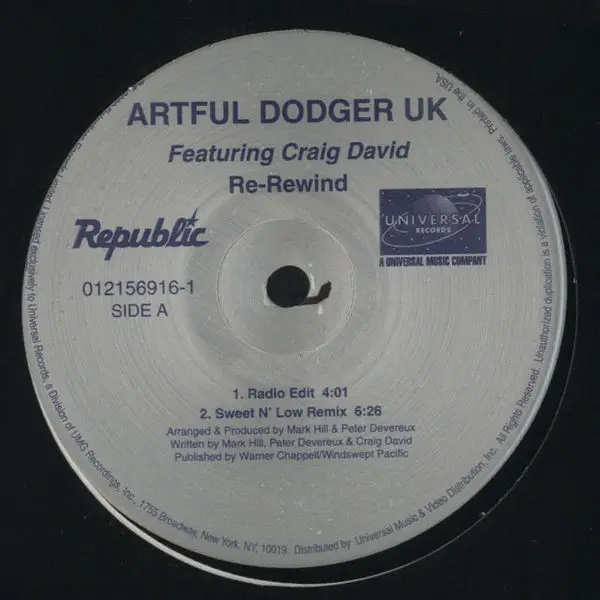 ARTFUL DODGER UK
Featuring Craig David
Re-Rewind
Republic
UNIVERSAL
RECORDS
A UNIVERSAL MUSIC COMPANY
012156916-1
SIDE A
1. Radio Edit 4:01
2. Sweet N' Low Remix 6:26
Arranged & Produced by Mark Hill & Peter Devereux
Written by Mark Hill, Peter Devereux & Craig David
Published by Warner Chappell/Windswept Pacific
Licensed exclusively to Universal Records, a Division of UMG Recordings, Inc., 1755 Broadway, New York, NY, 10019. Distributed by Universal Music & Video Distribution, Inc. All Rights Reserved. Unauthorized duplication is a violation of applicable laws. Printed in the USA.